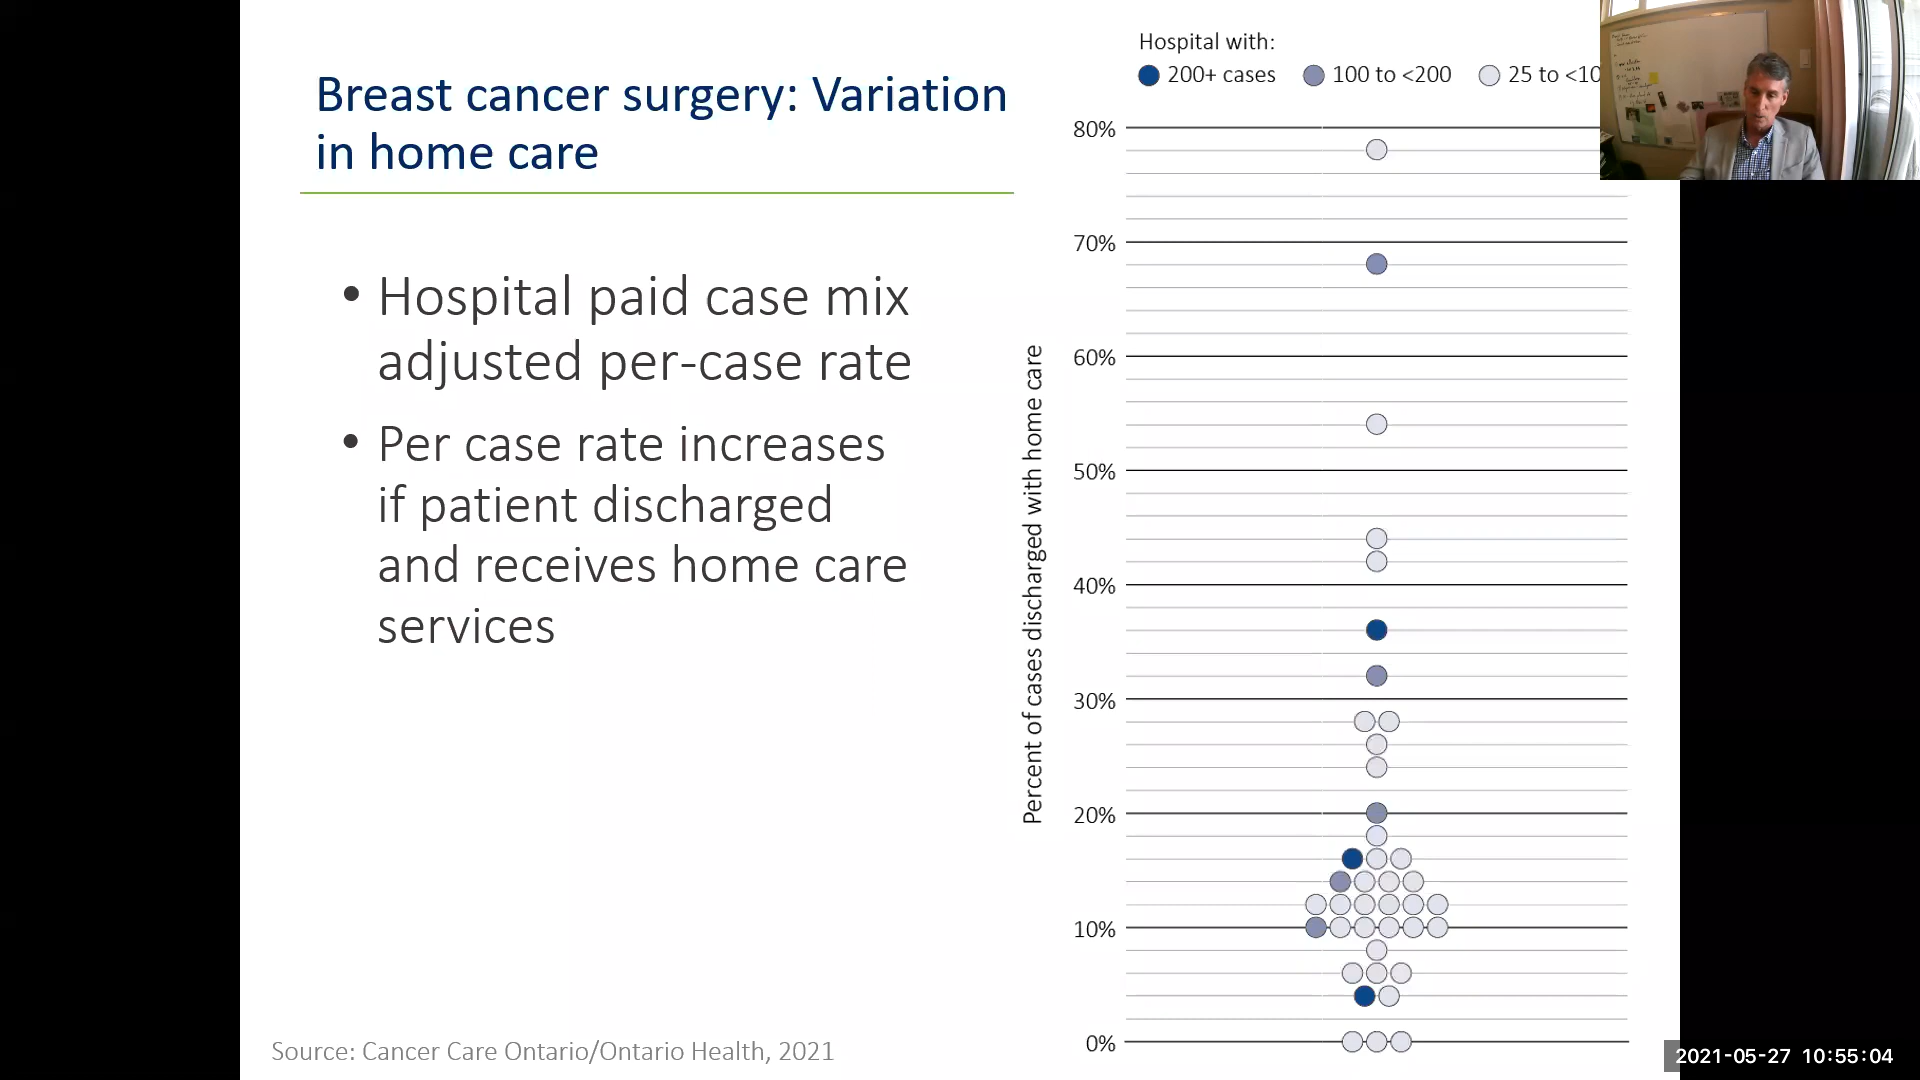 Breast cancer surgery: Variation
in home care
• Hospital paid case mix
adjusted per-case rate
• Per case rate increases
if patient discharged
and receives home care
services
Source: Cancer Care Ontario/Ontario Health, 2021
Hospital with:
200+ cases 100 to <200 25 to <10
Percent of cases discharged with home care
80%
70%
60%
50%
40%
30%
20%
10%
0%
2021-05-27 10:55:04